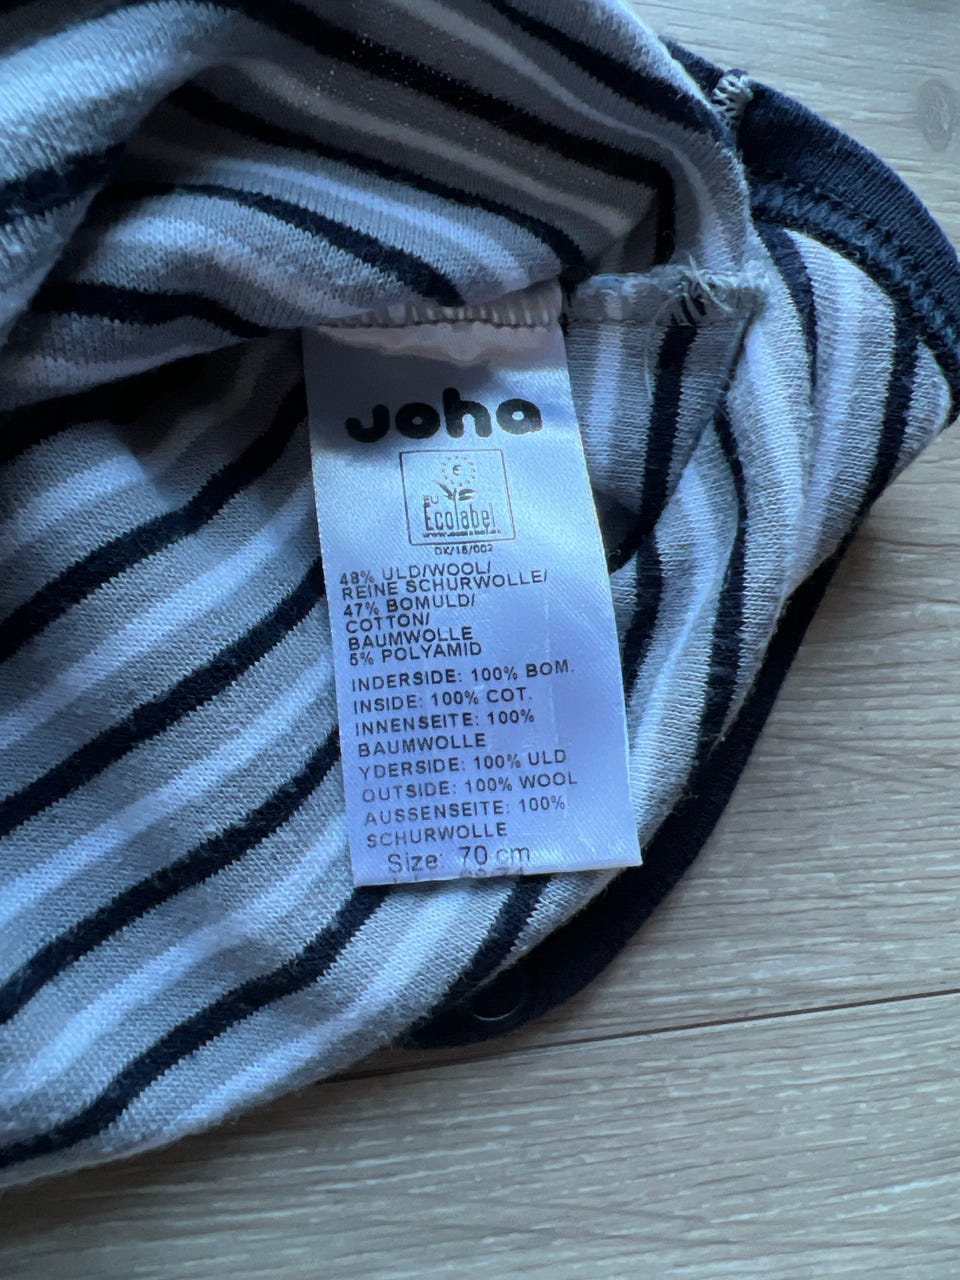 Joha
EU
Ecolabel
DK/16/002
48% ULD/WOOL/
REINE SCHURWOLLE/
47% BOMULD/
COTTON/
BAUMWOLLE
5% POLYAMID
INDERSIDE: 100% BOM.
INSIDE: 100% COT.
INNENSEITE: 100%
BAUMWOLLE
YDERSIDE: 100% ULD
OUTSIDE: 100% WOOL
AUSSENSEITE: 100%
SCHURWOLLE
Size: 70 cm